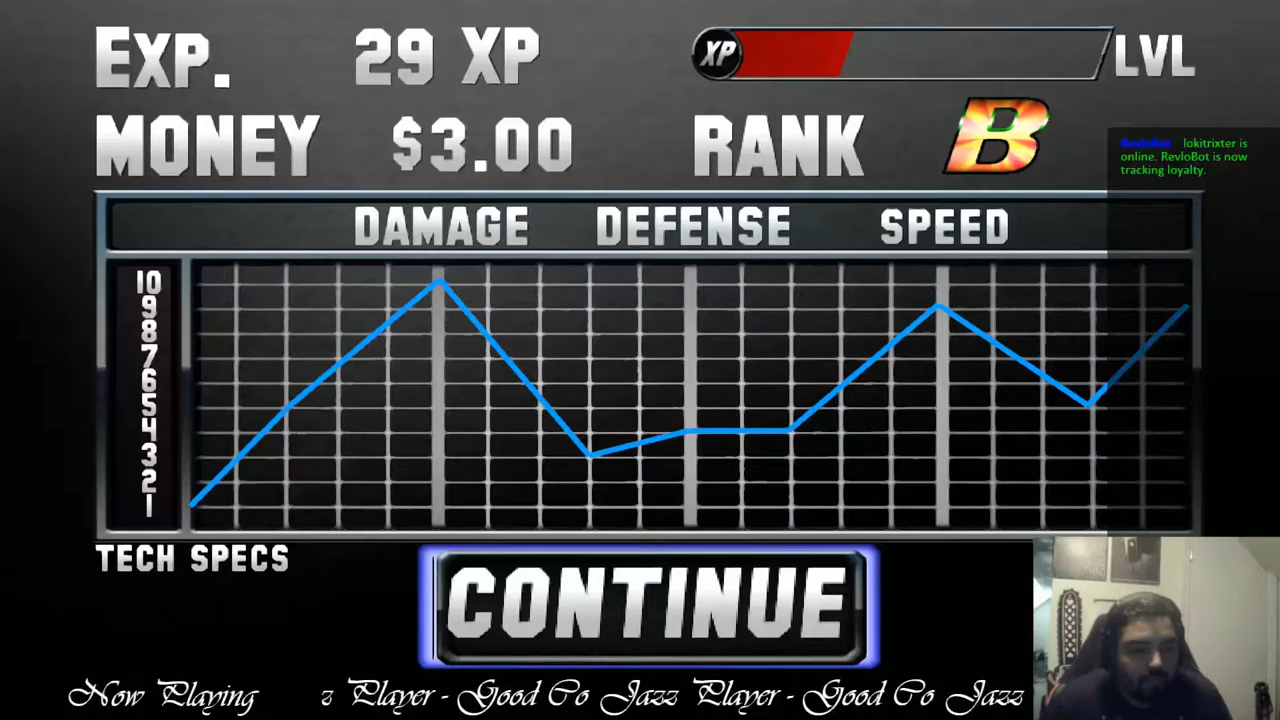 EXP. 29 XP XP LVL
MONEY $3.00 RANK B
RevloBot lokitrixter is
online. RevloBot is now
tracking loyalty.
DAMAGE DEFENSE SPEED
10
9
8
7
6
5
4
3
2
1
TECH SPECS
CONTINUE
Now Playing z Player - Good Co Jazz Player - Good Co Jazz